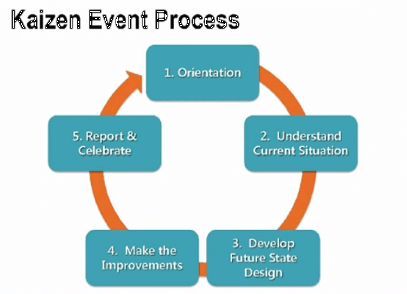 Kaizen Event Process
1. Orientation
2. Understand
Current Situation
3. Develop
Future State
Design
4. Make the
Improvements
5. Report &
Celebrate